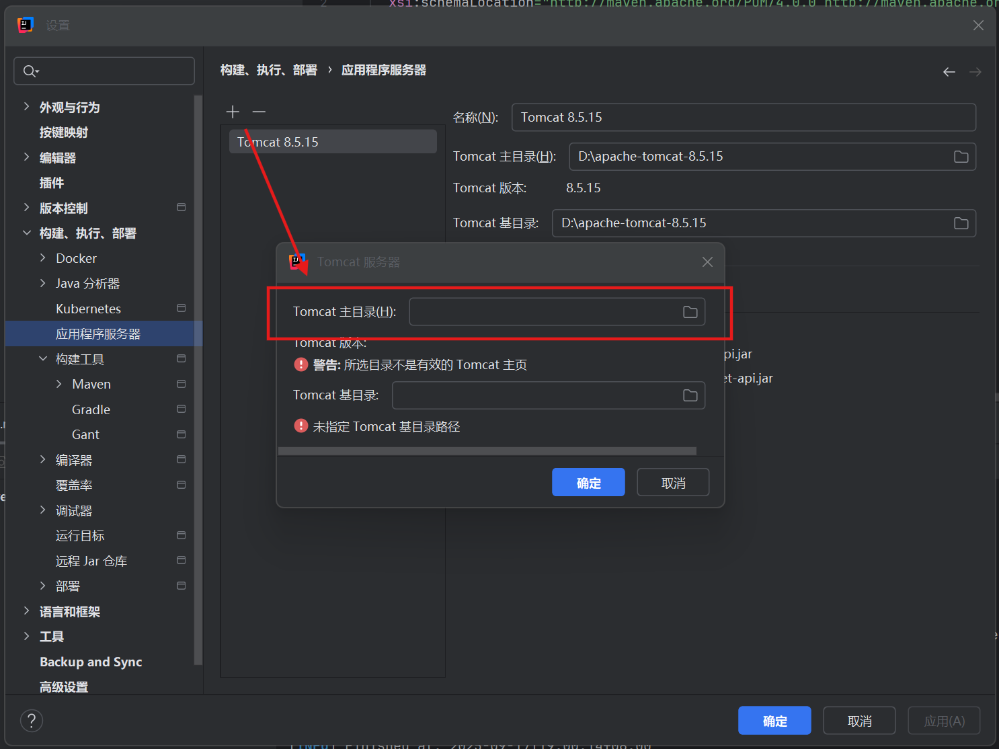 2
xsi:schemaLocation="http://maven.apache.org/POM/4.0.0 http://maven.apache.or
设置
构建、执行、部署 › 应用程序服务器
外观与行为
按键映射
编辑器
插件
版本控制
构建、执行、部署
Docker
Java 分析器
Kubernetes
应用程序服务器
构建工具
Maven
Gradle
Gant
编译器
覆盖率
调试器
运行目标
远程 Jar 仓库
部署
语言和框架
工具
Backup and Sync
高级设置
Tomcat 8.5.15
名称(N): Tomcat 8.5.15
Tomcat 主目录(H): D:\apache-tomcat-8.5.15
Tomcat 版本: 8.5.15
Tomcat 基目录: D:\apache-tomcat-8.5.15
Tomcat 服务器
Tomcat 主目录(H):
Tomcat 版本:
警告: 所选目录不是有效的 Tomcat 主页
Tomcat 基目录:
未指定 Tomcat 基目录路径
确定 取消
pi.jar
et-api.jar
? 确定 取消 应用(A)